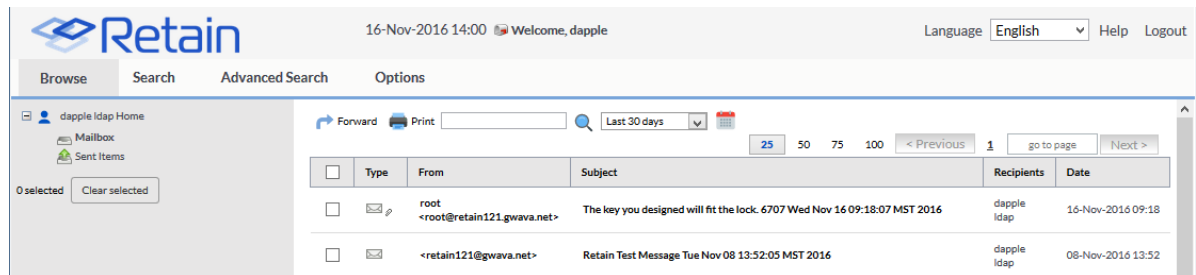 Retain
16-Nov-2016 14:00 Welcome, dapple
Language English Help Logout
Browse Search Advanced Search Options
dapple ldap Home
Mailbox
Sent Items
0 selected Clear selected
Forward Print Last 30 days
25 50 75 100 < Previous 1 go to page Next >
Type From Subject Recipients Date
root <root@retain121.gwava.net> The key you designed will fit the lock. 6707 Wed Nov 16 09:18:07 MST 2016 dapple ldap 16-Nov-2016 09:18
<retain121@gwava.net> Retain Test Message Tue Nov 08 13:52:05 MST 2016 dapple ldap 08-Nov-2016 13:52